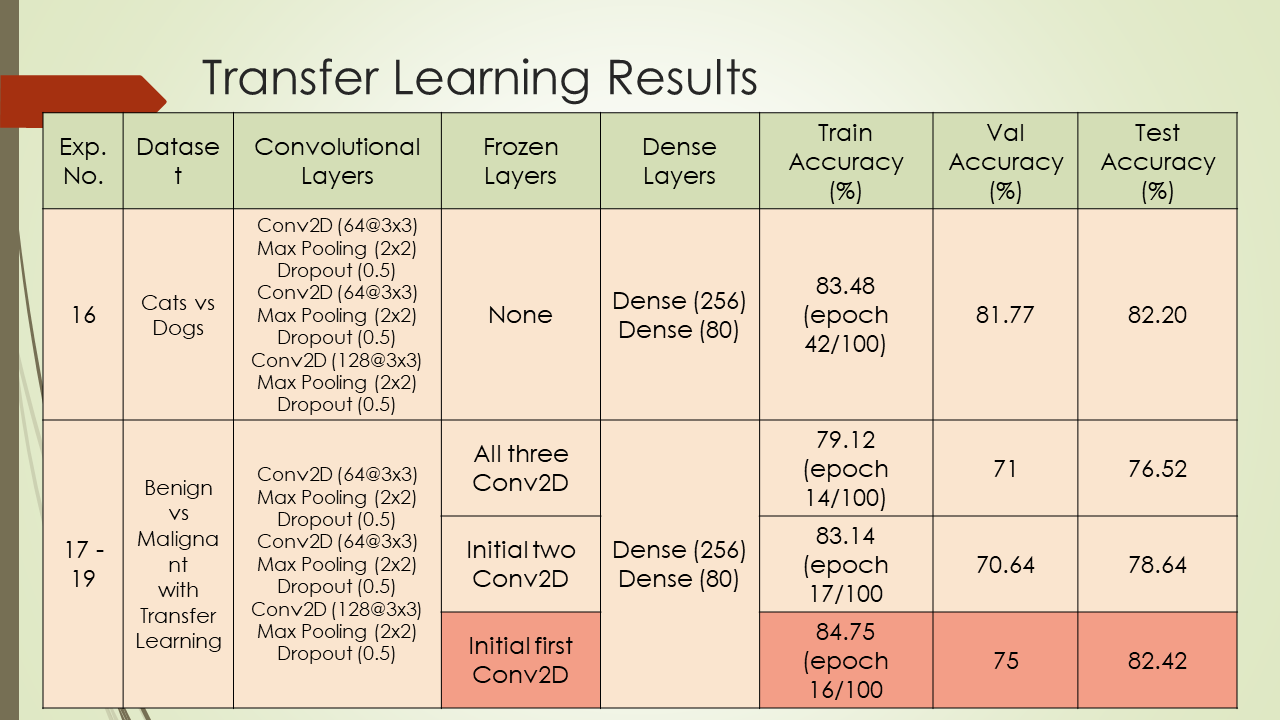 Transfer Learning Results
Exp.
No.
Datase
t
Convolutional
Layers
Frozen
Layers
Dense
Layers
Train
Accuracy
(%)
Val
Accuracy
(%)
Test
Accuracy
(%)
16
Cats vs
Dogs
Conv2D (64@3x3)
Max Pooling (2x2)
Dropout (0.5)
Conv2D (64@3x3)
Max Pooling (2x2)
Dropout (0.5)
Conv2D (128@3x3)
Max Pooling (2x2)
Dropout (0.5)
None
Dense (256)
Dense (80)
83.48
(epoch
42/100)
81.77
82.20
17 -
19
Benign
vs
Maligna
nt
with
Transfer
Learning
Conv2D (64@3x3)
Max Pooling (2x2)
Dropout (0.5)
Conv2D (64@3x3)
Max Pooling (2x2)
Dropout (0.5)
Conv2D (128@3x3)
Max Pooling (2x2)
Dropout (0.5)
All three
Conv2D
Dense (256)
Dense (80)
79.12
(epoch
14/100)
71
76.52
Initial two
Conv2D
83.14
(epoch
17/100
70.64
78.64
Initial first
Conv2D
84.75
(epoch
16/100
75
82.42